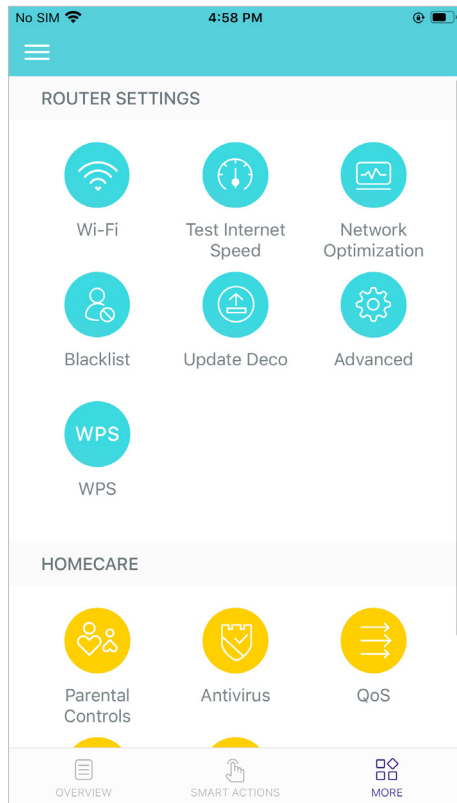 No SIM 4:58 PM
ROUTER SETTINGS
Wi-Fi Test Internet Network
Speed Optimization
Blacklist Update Deco Advanced
WPS
WPS
HOMECARE
Parental Antivirus QoS
Controls
OVERVIEW SMART ACTIONS MORE